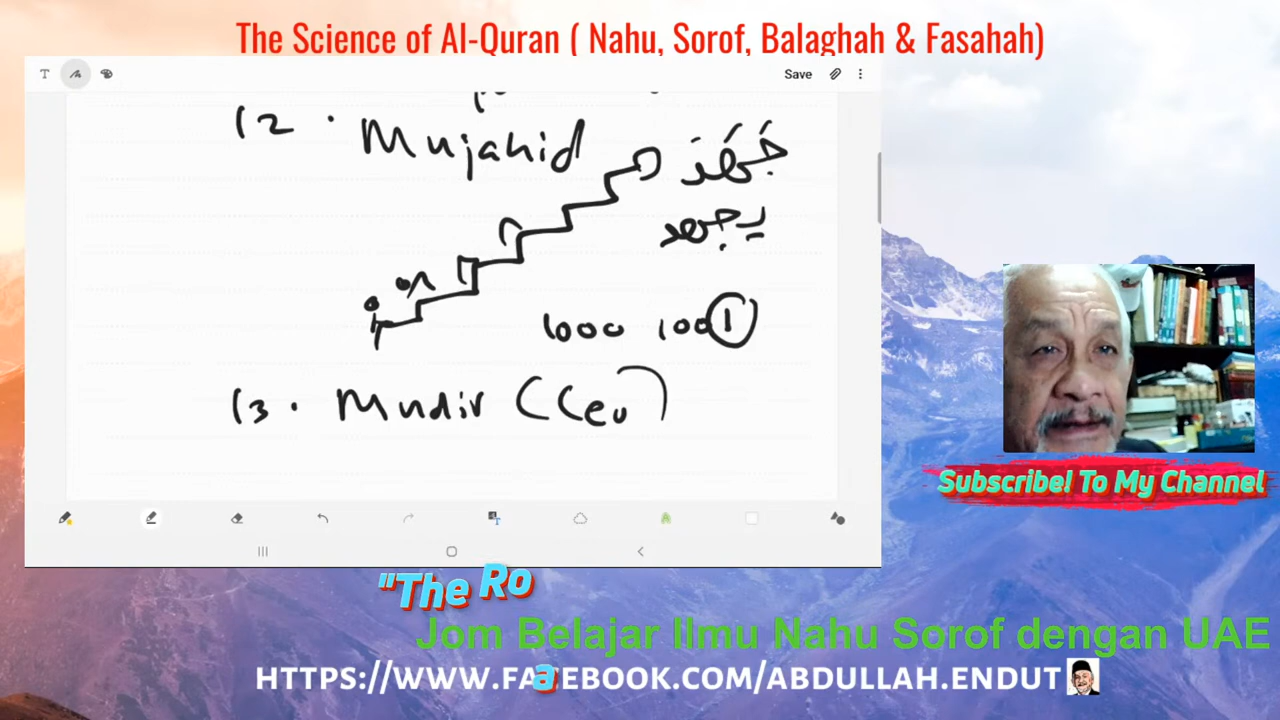 The Science of Al-Quran ( Nahu, Sorof, Balaghah & Fasahah)
Save
12 . Mujahid
جَهَدَ
يجهد
1000 100 1
13 . Mudir (Ceo)
Subscribe! To My Channel
"The Ro
Jom Belajar Ilmu Nahu Sorof dengan UAE
a
HTTPS://WWW.FACEBOOK.COM/ABDULLAH.ENDUT